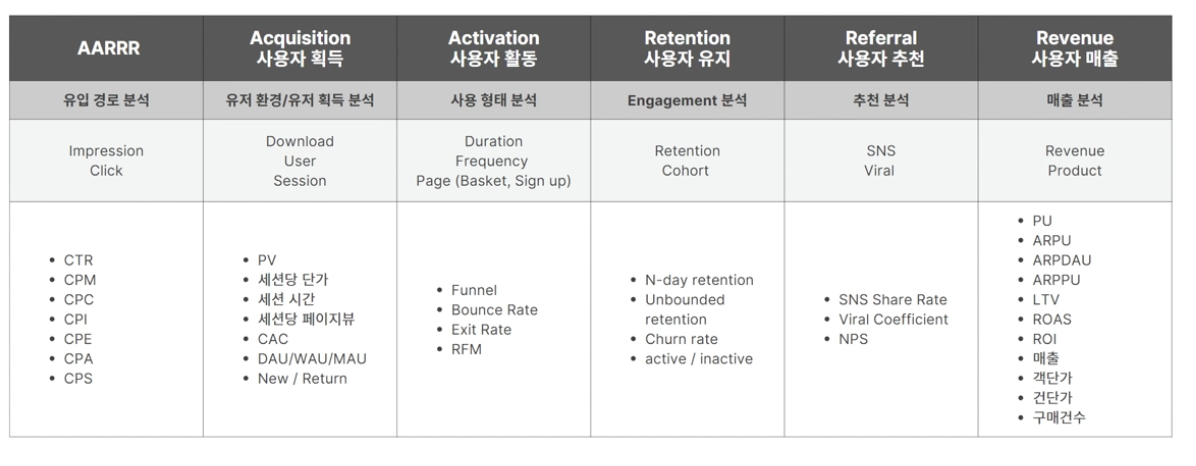 AARRR
Acquisition
사용자 획득
Activation
사용자 활동
Retention
사용자 유지
Referral
사용자 추천
Revenue
사용자 매출
유입 경로 분석
유저 환경/유저 획득 분석
사용 형태 분석
Engagement 분석
추천 분석
매출 분석
Impression
Click
Download
User
Session
Duration
Frequency
Page (Basket, Sign up)
Retention
Cohort
SNS
Viral
Revenue
Product
• CTR
• CPM
• CPC
• CPI
• CPE
• CPA
• CPS
• PV
• 세션당 단가
• 세션 시간
• 세션당 페이지뷰
• CAC
• DAU/WAU/MAU
• New / Return
• Funnel
• Bounce Rate
• Exit Rate
• RFM
• N-day retention
• Unbounded
retention
• Churn rate
• active / inactive
• SNS Share Rate
• Viral Coefficient
• NPS
• PU
• ARPU
• ARPDAU
• ARPPU
• LTV
• ROAS
• ROI
• 매출
• 객단가
• 건단가
• 구매건수